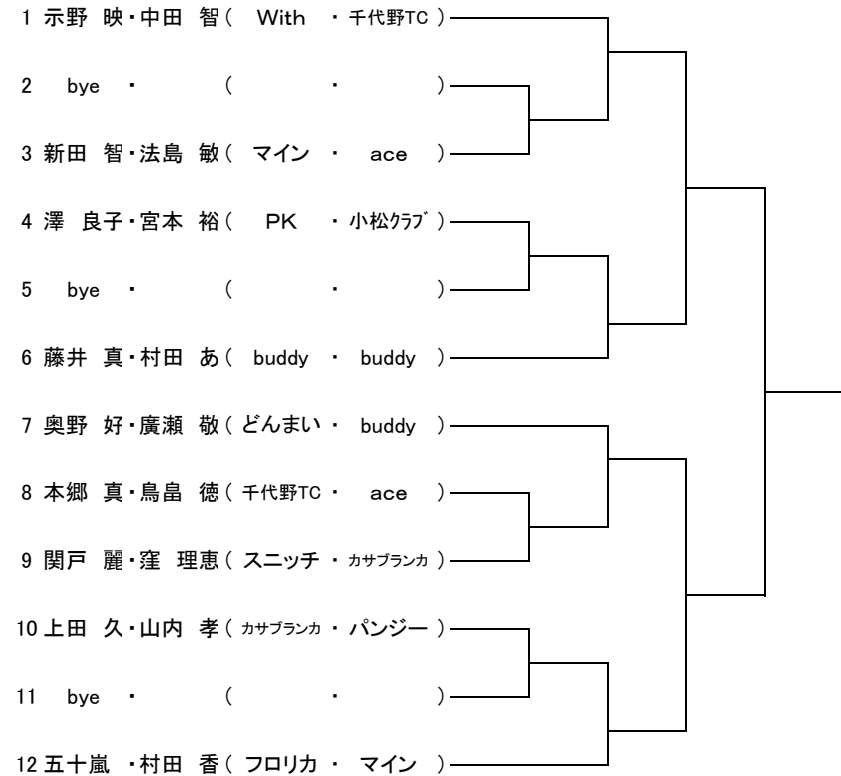 1 示野 映・中田 智( With ・ 千代野TC )
2 bye ・ ( ・ )
3 新田 智・法島 敏( マイン ・ ace )
4 澤 良子・宮本 裕( PK ・ 小松クラブ )
5 bye ・ ( ・ )
6 藤井 真・村田 あ( buddy ・ buddy )
7 奥野 好・廣瀬 敬( どんまい ・ buddy )
8 本郷 真・鳥畠 徳( 千代野TC ・ ace )
9 関戸 麗・窪 理恵( スニッチ ・ カサブランカ )
10 上田 久・山内 孝( カサブランカ ・ パンジー )
11 bye ・ ( ・ )
12 五十嵐 ・村田 香( フロリカ ・ マイン )